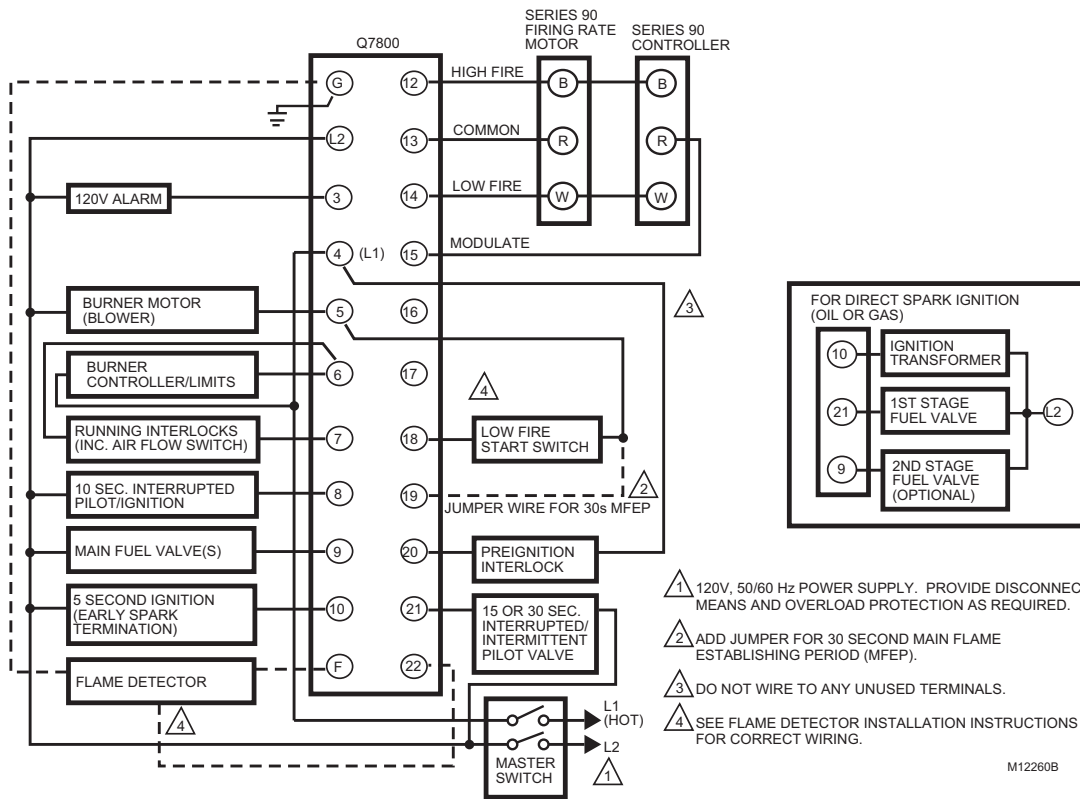 SERIES 90
FIRING RATE
MOTOR
SERIES 90
CONTROLLER
Q7800
G
12
HIGH FIRE
B
B
L2
13
COMMON
R
R
120V ALARM
3
14
LOW FIRE
W
W
4
(L1)
15
MODULATE
3
BURNER MOTOR
(BLOWER)
5
16
BURNER
CONTROLLER/LIMITS
6
17
4
RUNNING INTERLOCKS
(INC. AIR FLOW SWITCH)
7
18
LOW FIRE
START SWITCH
10 SEC. INTERRUPTED
PILOT/IGNITION
8
19
2
JUMPER WIRE FOR 30s MFEP
MAIN FUEL VALVE(S)
9
20
PREIGNITION
INTERLOCK
5 SECOND IGNITION
(EARLY SPARK
TERMINATION)
10
21
15 OR 30 SEC.
INTERRUPTED/
INTERMITTENT
PILOT VALVE
FLAME DETECTOR
F
22
4
L1
(HOT)
L2
MASTER
SWITCH
1
FOR DIRECT SPARK IGNITION
(OIL OR GAS)
10
IGNITION
TRANSFORMER
21
1ST STAGE
FUEL VALVE
L2
9
2ND STAGE
FUEL VALVE
(OPTIONAL)
1 120V, 50/60 Hz POWER SUPPLY. PROVIDE DISCONNEC
MEANS AND OVERLOAD PROTECTION AS REQUIRED.
2 ADD JUMPER FOR 30 SECOND MAIN FLAME
ESTABLISHING PERIOD (MFEP).
3 DO NOT WIRE TO ANY UNUSED TERMINALS.
4 SEE FLAME DETECTOR INSTALLATION INSTRUCTIONS
FOR CORRECT WIRING.
M12260B